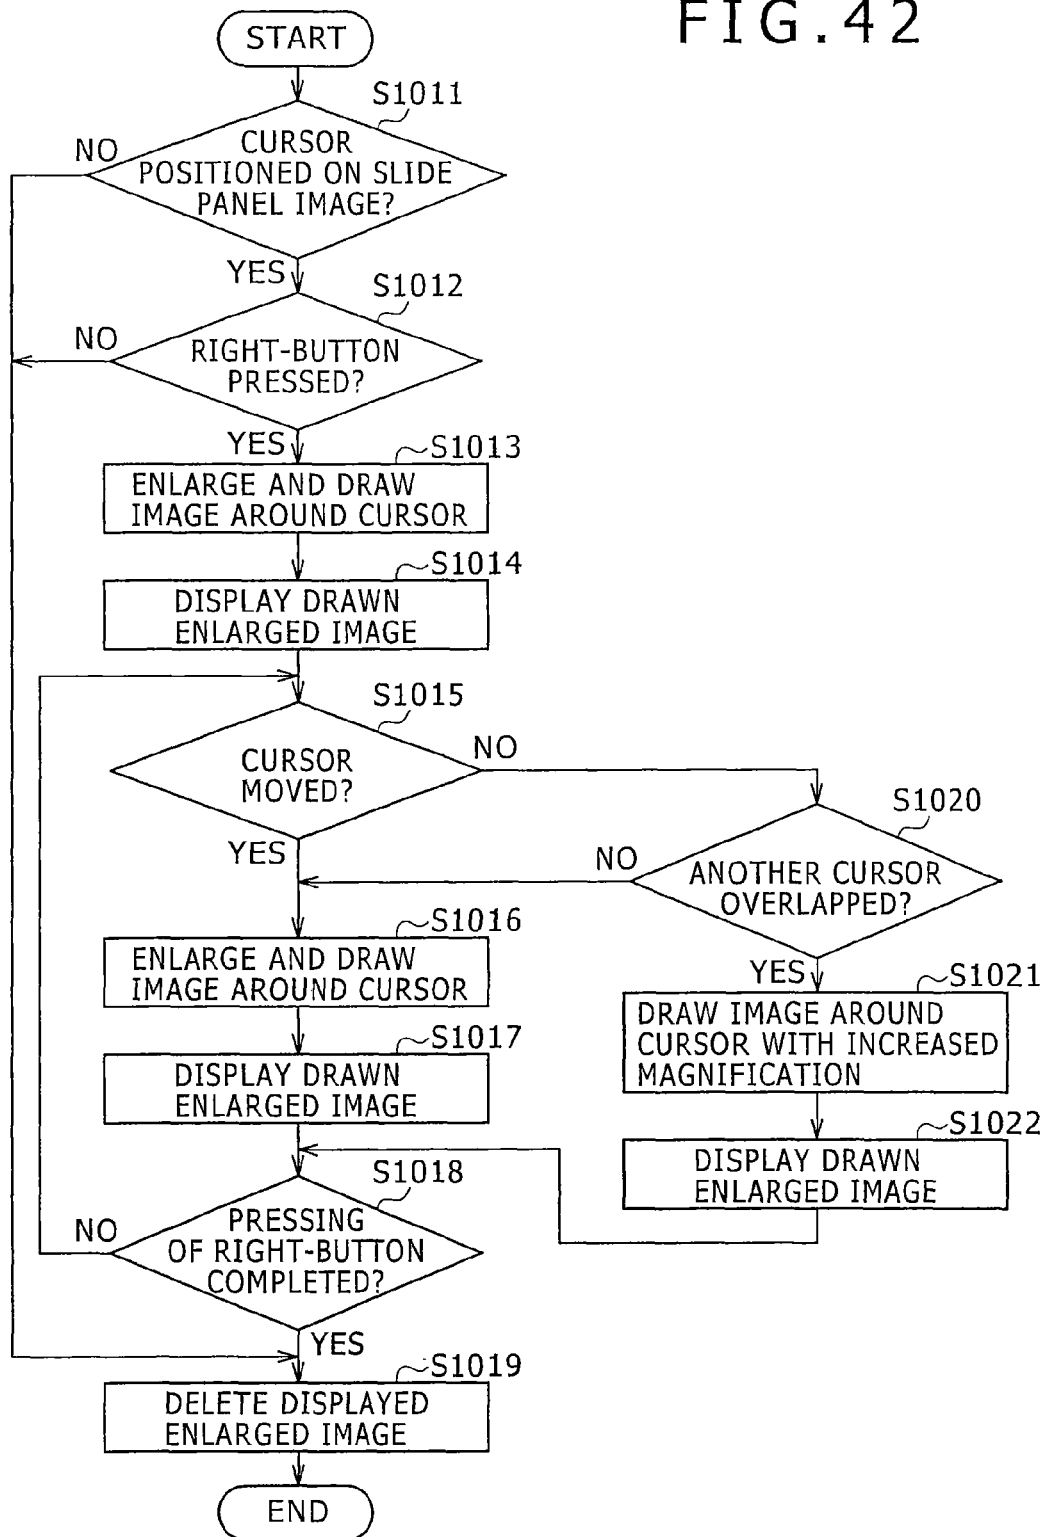 FIG.42
START
S1011
NO
CURSOR
POSITIONED ON SLIDE
PANEL IMAGE?
YES
S1012
NO
RIGHT-BUTTON
PRESSED?
YES
S1013
ENLARGE AND DRAW
IMAGE AROUND CURSOR
S1014
DISPLAY DRAWN
ENLARGED IMAGE
S1015
CURSOR
MOVED?
NO
YES
S1020
ANOTHER CURSOR
OVERLAPPED?
NO
YES
S1016
ENLARGE AND DRAW
IMAGE AROUND CURSOR
S1021
DRAW IMAGE AROUND
CURSOR WITH INCREASED
MAGNIFICATION
S1017
DISPLAY DRAWN
ENLARGED IMAGE
S1022
DISPLAY DRAWN
ENLARGED IMAGE
S1018
NO
PRESSING
OF RIGHT-BUTTON
COMPLETED?
YES
S1019
DELETE DISPLAYED
ENLARGED IMAGE
END